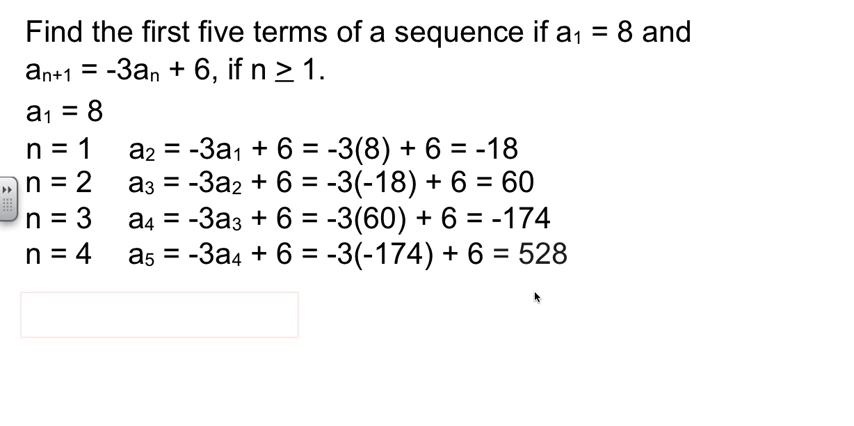 Find the first five terms of a sequence if a₁ = 8 and
aₙ₊₁ = -3aₙ + 6, if n ≥ 1.
a₁ = 8
n = 1 a₂ = -3a₁ + 6 = -3(8) + 6 = -18
n = 2 a₃ = -3a₂ + 6 = -3(-18) + 6 = 60
n = 3 a₄ = -3a₃ + 6 = -3(60) + 6 = -174
n = 4 a₅ = -3a₄ + 6 = -3(-174) + 6 = 528